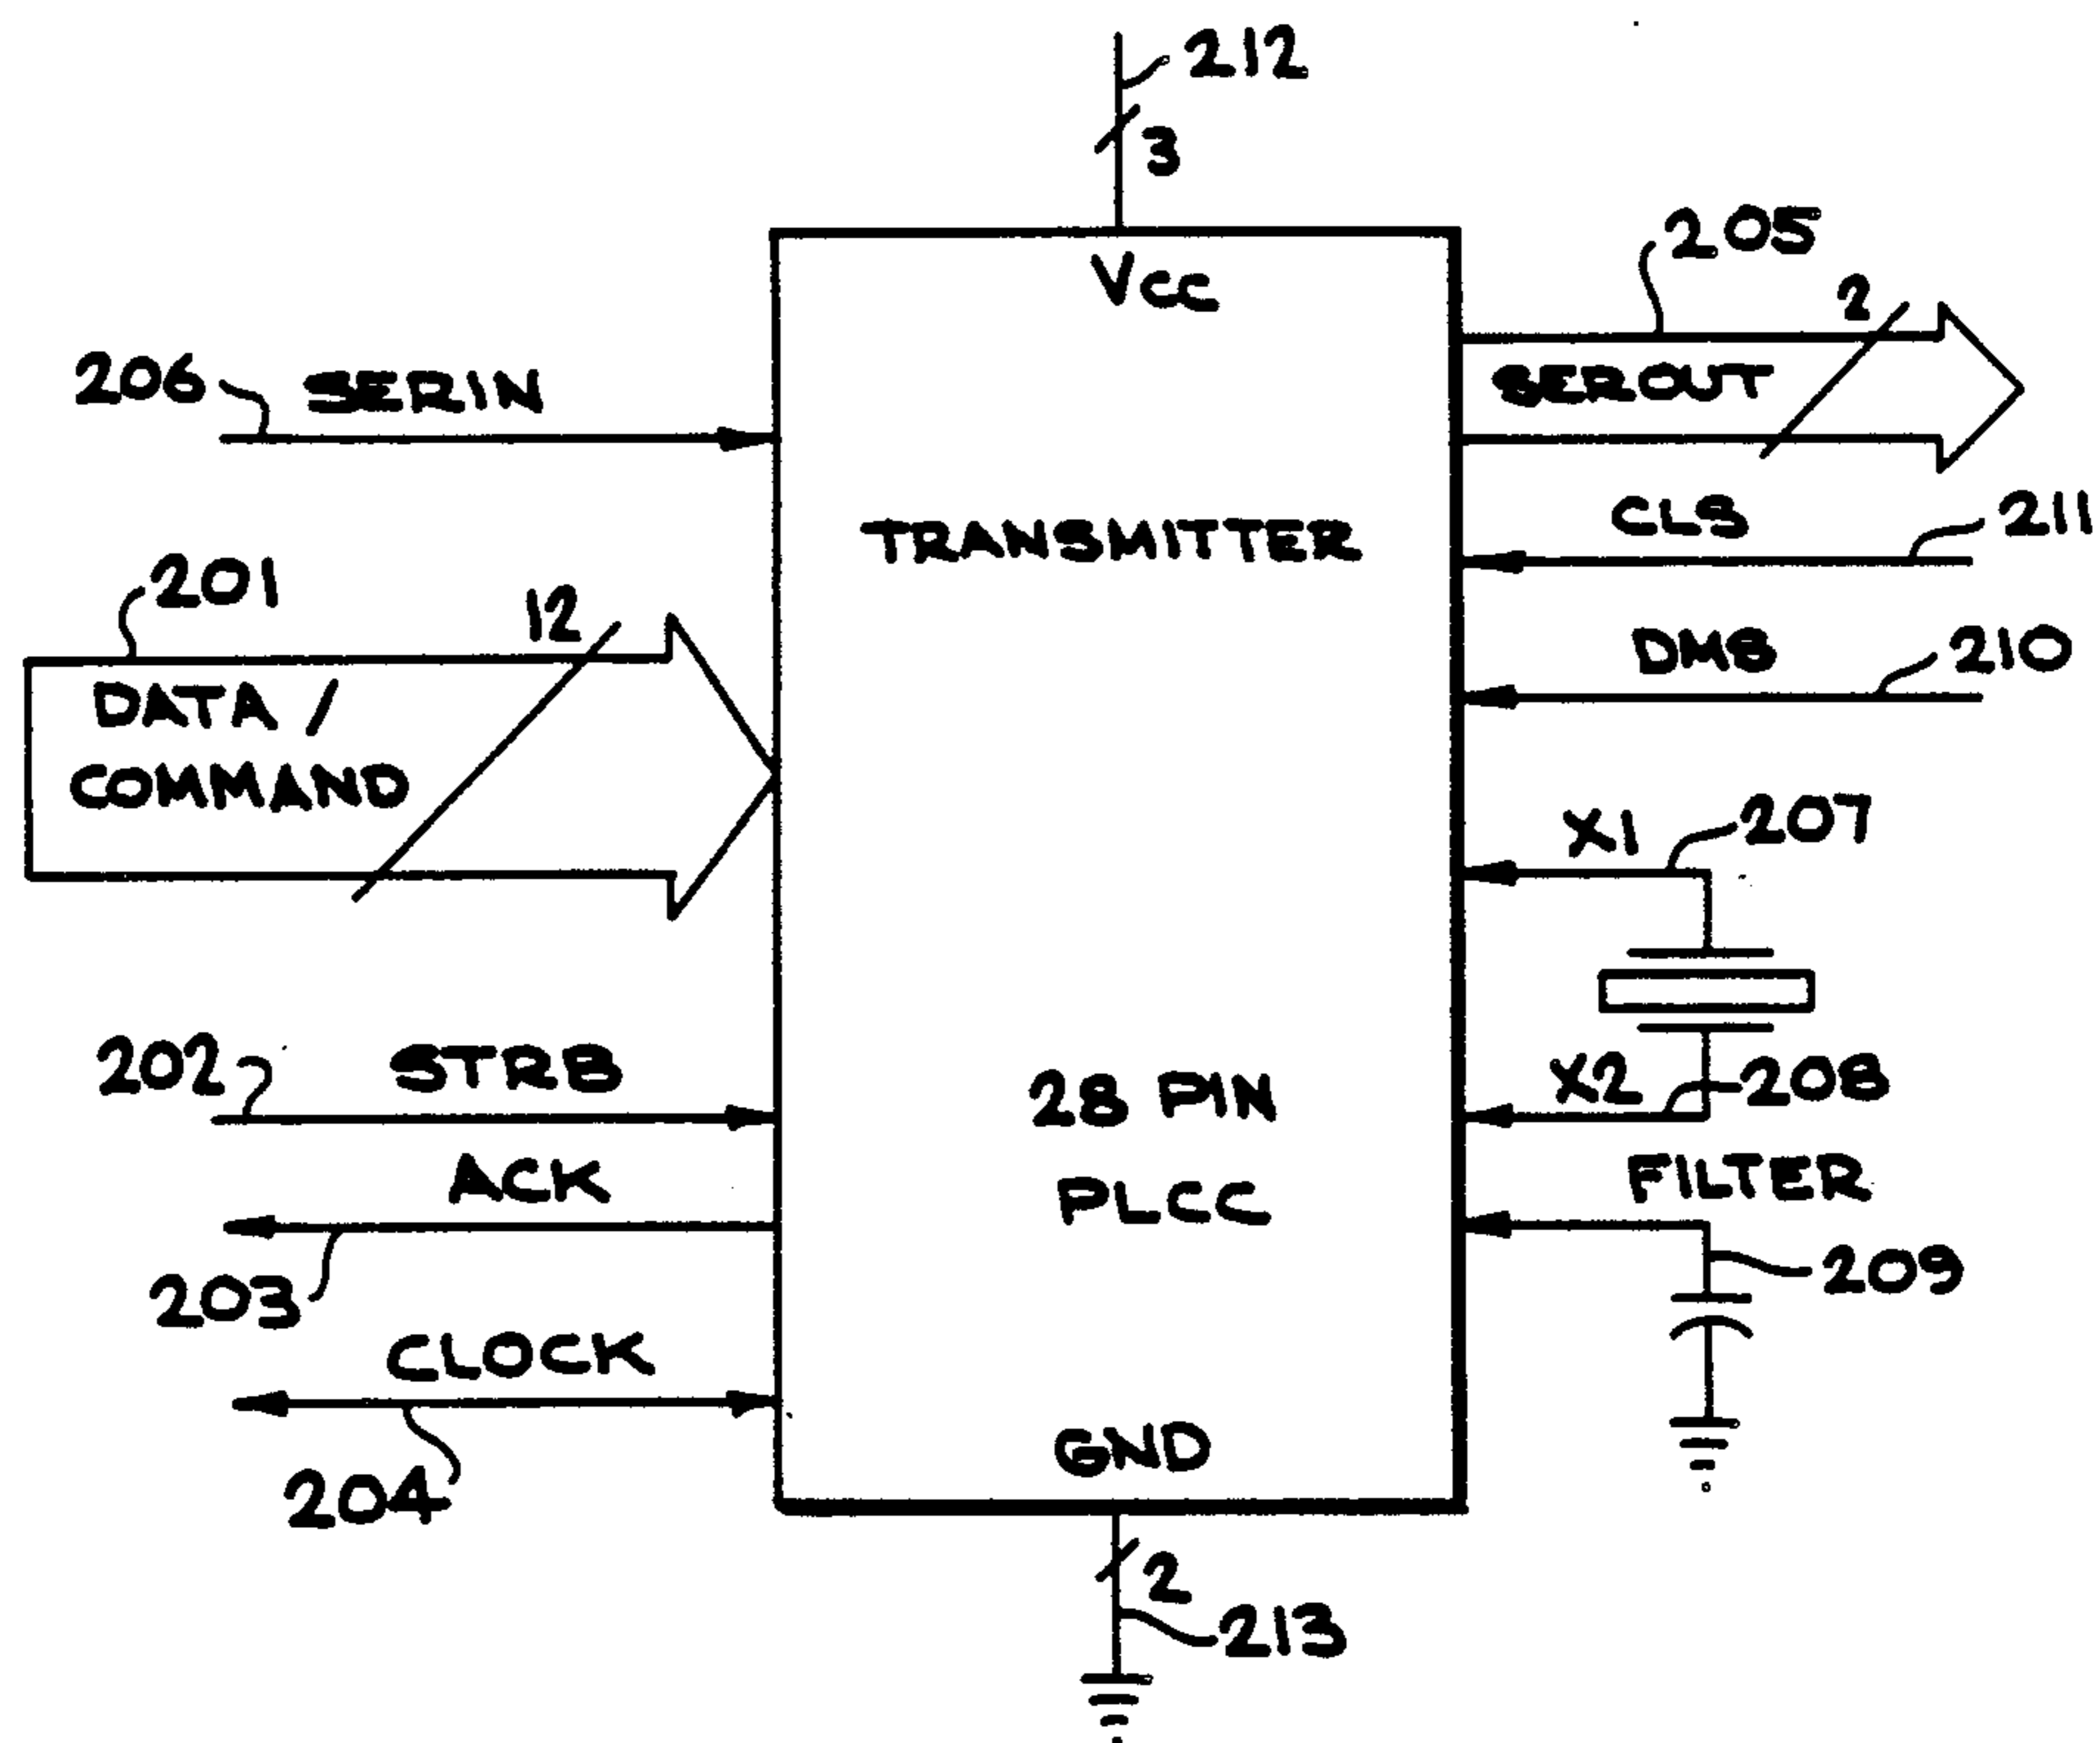 212
3
Vcc
205
2
206 SERIN
SEROUT
CLS 211
TRANSMITTER
201
12
DMS 210
DATA /
COMMAND
X1 207
202 STRB
28 PIN
X2 208
ACK
PLCC
FILTER
203
209
CLOCK
GND
204
2
213